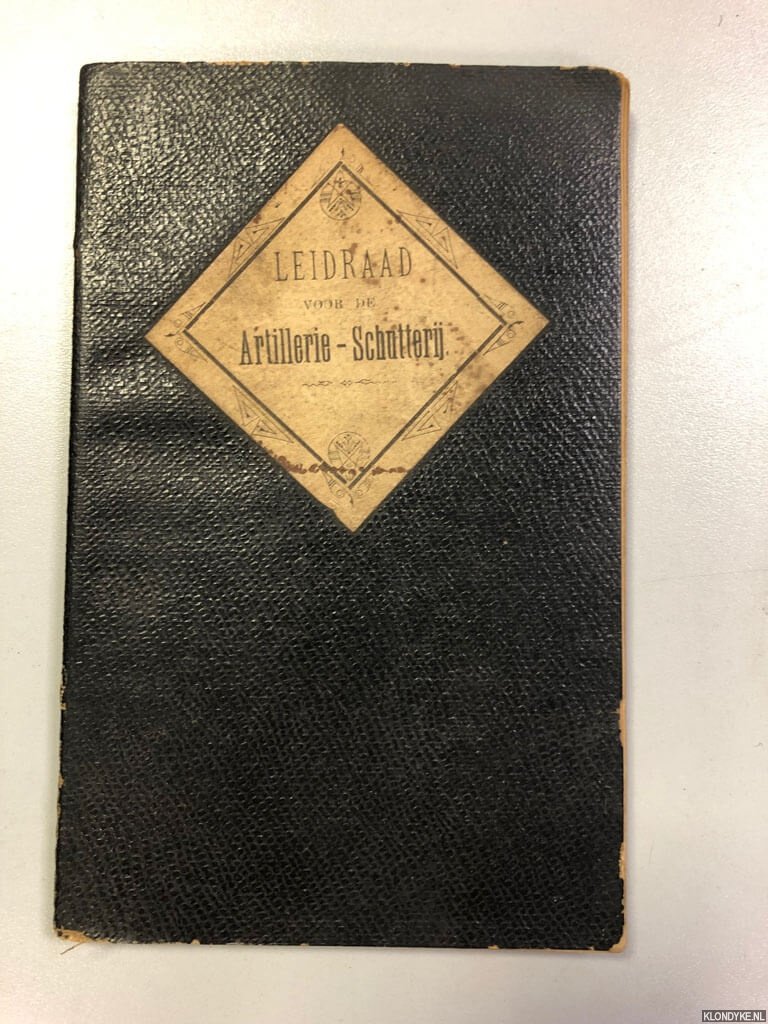 LEIDRAAD
VOOR DE
Artillerie - Schutterij.
KLONDYKE.NL